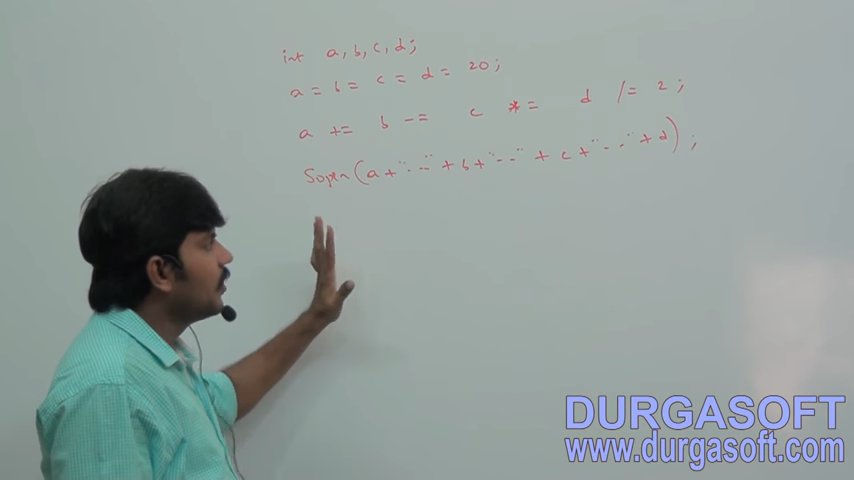 int a, b, c, d;
a = b = c = d = 20;
a += b -= c *= d /= 2;
Sopln(a+"---"+b+"---"+c+"---"+d);
DURGASOFT
www.durgasoft.com